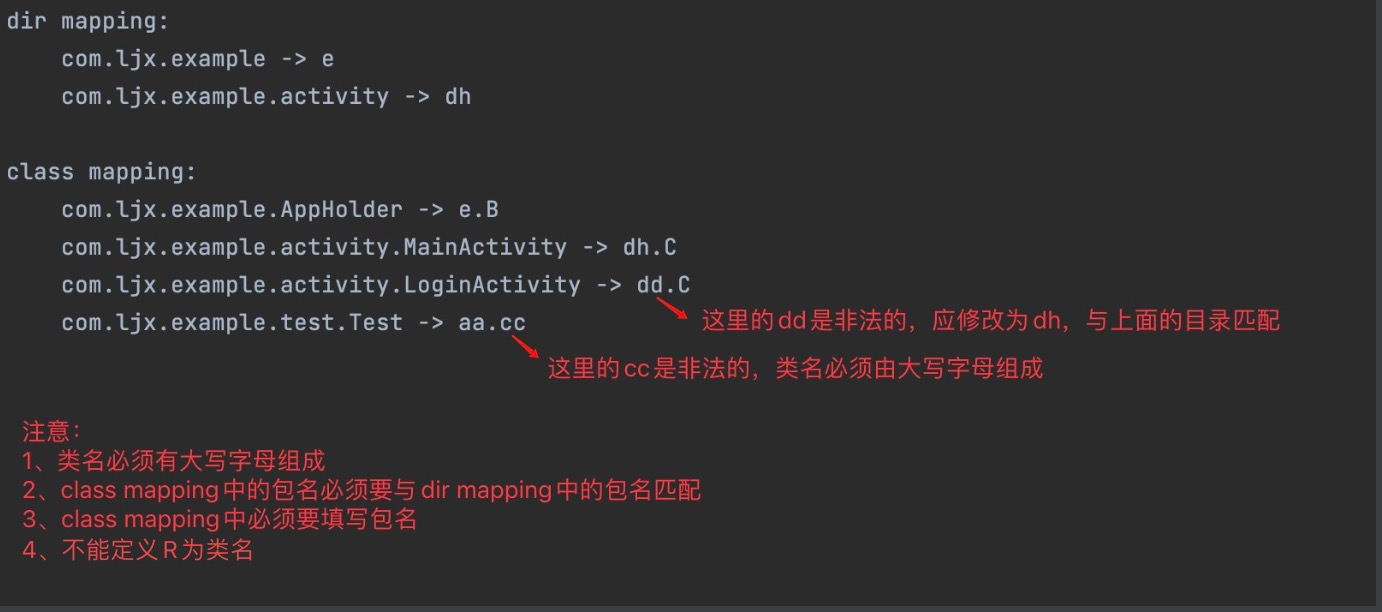 dir mapping:
com.ljx.example -> e
com.ljx.example.activity -> dh
class mapping:
com.ljx.example.AppHolder -> e.B
com.ljx.example.activity.MainActivity -> dh.C
com.ljx.example.activity.LoginActivity -> dd.C
这里的dd是非法的，应修改为dh，与上面的目录匹配
com.ljx.example.test.Test -> aa.cc
这里的cc是非法的，类名必须由大写字母组成
注意：
1、类名必须有大写字母组成
2、class mapping中的包名必须要与dir mapping中的包名匹配
3、class mapping中必须要填写包名
4、不能定义R为类名